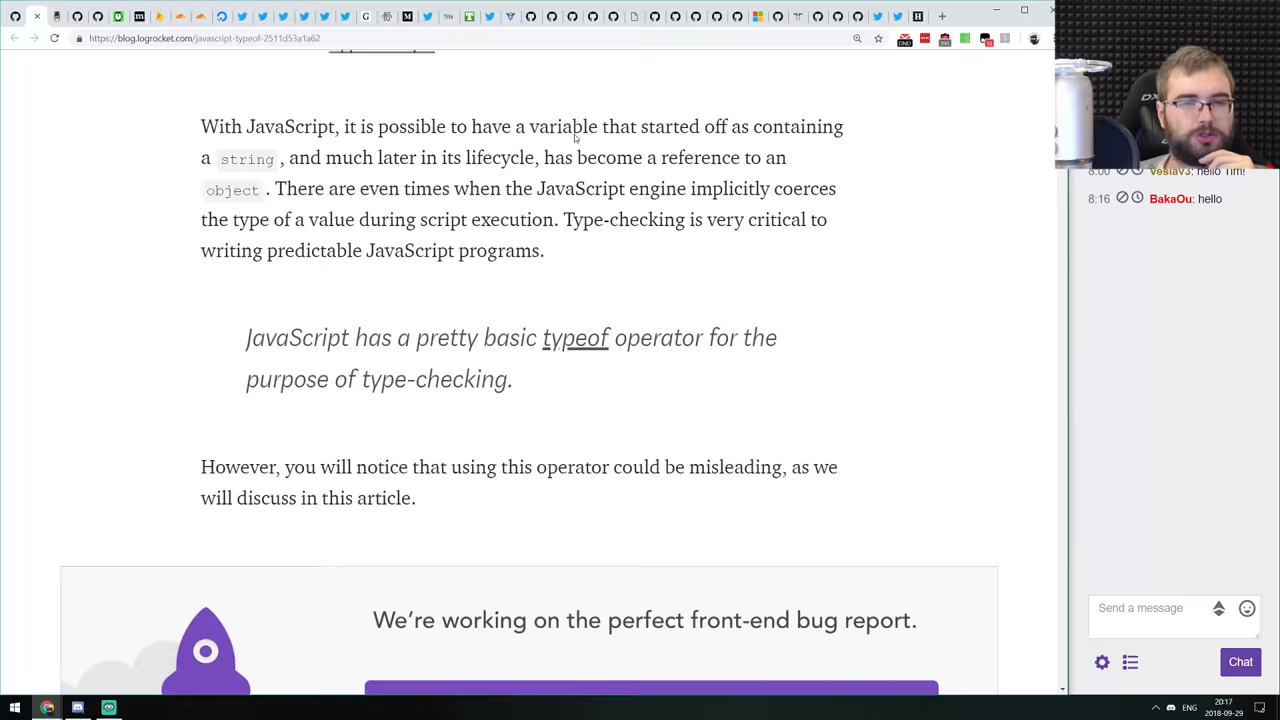 https://blog.logrocket.com/javascript-typeof-2511d53a1a62
With JavaScript, it is possible to have a variable that started off as containing
a string , and much later in its lifecycle, has become a reference to an
object . There are even times when the JavaScript engine implicitly coerces
the type of a value during script execution. Type-checking is very critical to
writing predictable JavaScript programs.
JavaScript has a pretty basic typeof operator for the
purpose of type-checking.
However, you will notice that using this operator could be misleading, as we
will discuss in this article.
We're working on the perfect front-end bug report.
8:00 VeslaV3: hello Tim!
8:16 BakaOu: hello
Send a message
Chat
ENG
20:17
2018-09-29